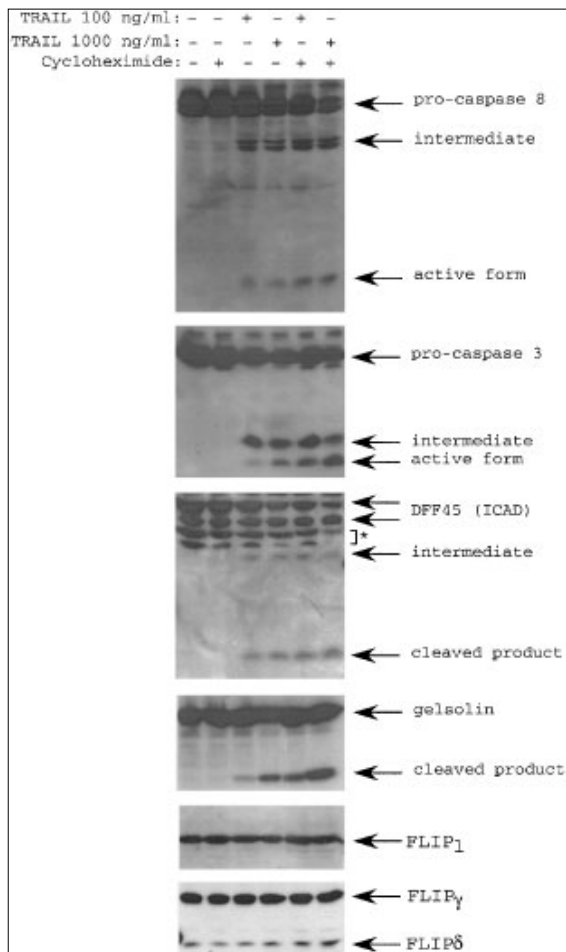 TRAIL 100 ng/ml: - - + - + -
TRAIL 1000 ng/ml: - - - + - +
Cycloheximide: - + - - + +
pro-caspase 8
intermediate
active form
pro-caspase 3
intermediate
active form
DFF45 (ICAD)
]*
intermediate
cleaved product
gelsolin
cleaved product
FLIPl
FLIPγ
FLIPδ